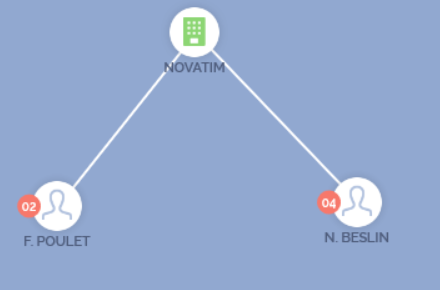 NOVATIM
02
04
F. POULET
N. BESLIN